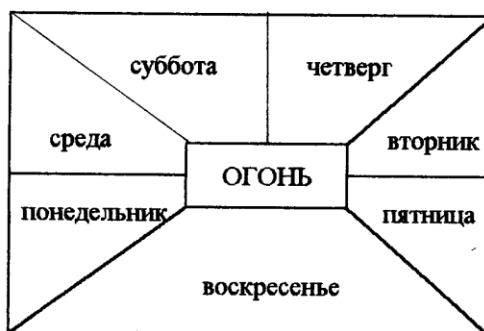 суббота
четверг
среда
вторник
ОГОНЬ
понедельник
пятница
воскресенье